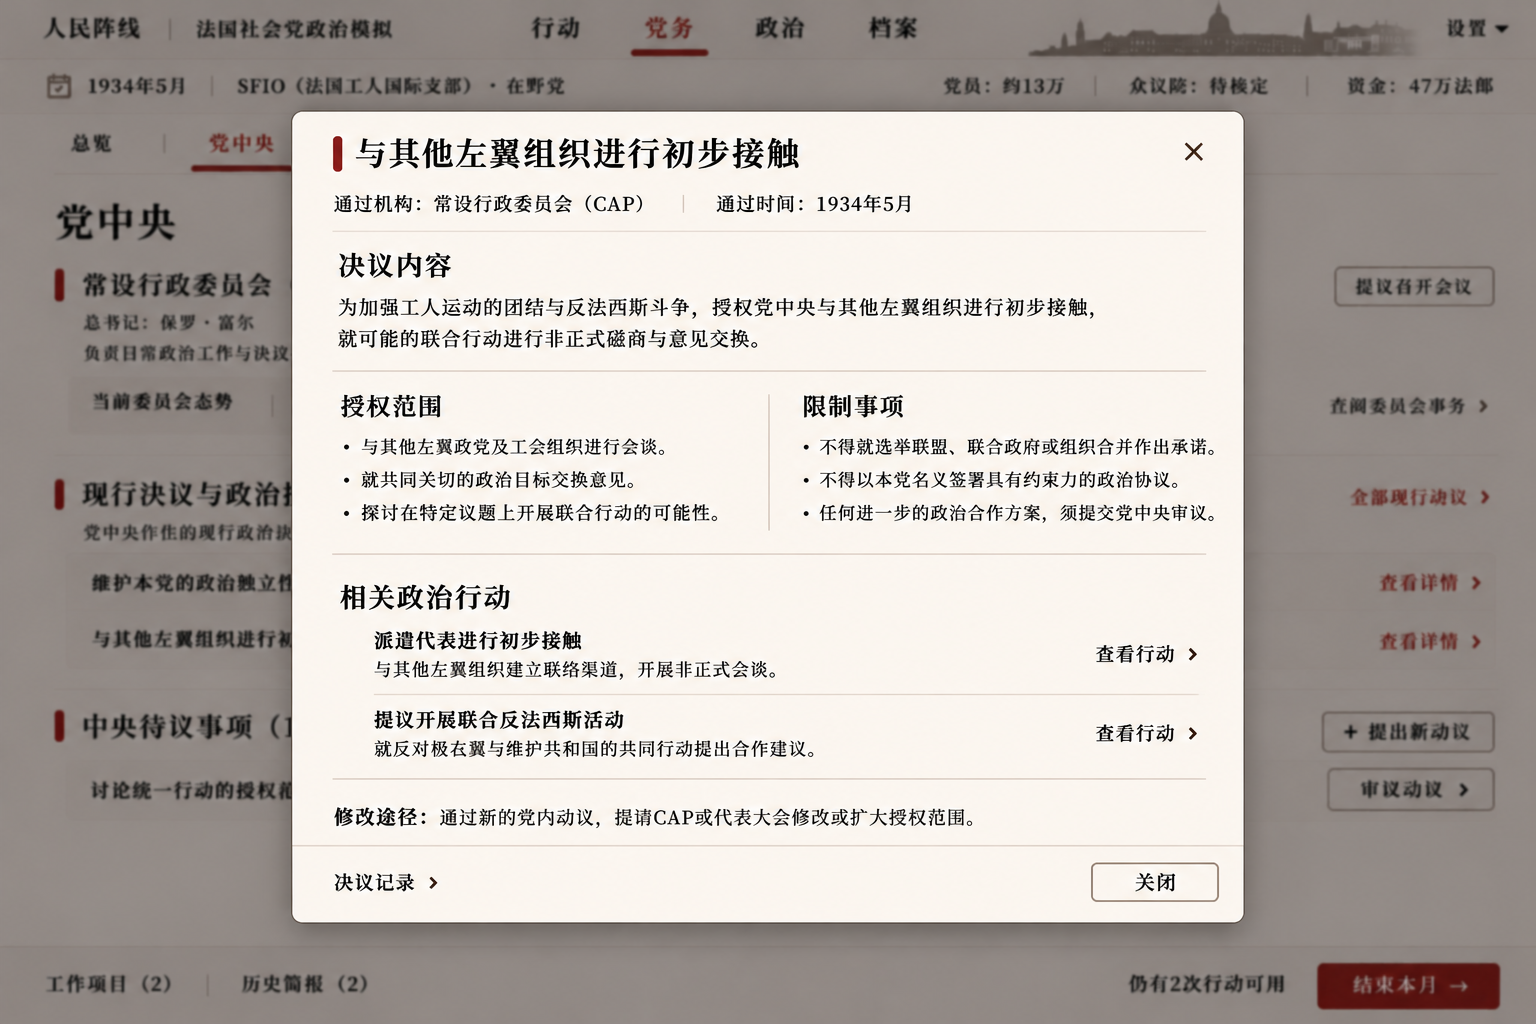 人民阵线
法国社会党政治模拟
行动
党务
政治
档案
设置
1934年5月
SFIO（法国工人国际支部）·在野党
党员：约13万
众议院：待核定
资金：47万法郎
总览
党中央
党中央
常设行政委员会
总书记：保罗·富尔
负责日常政治工作与决议
当前委员会态势
提议召开会议
查阅委员会事务
现行决议与政治
党中央作住的现行政治
全部现行动议
维护本党的政治独立性
查看详情
与其他左翼组织进行
查看详情
中央待议事项（1
+ 提出新动议
讨论统一行动的授权
审议动议
与其他左翼组织进行初步接触
通过机构：常设行政委员会（CAP）
通过时间：1934年5月
决议内容
为加强工人运动的团结与反法西斯斗争，授权党中央与其他左翼组织进行初步接触，
就可能的联合行动进行非正式磁商与意见交换。
授权范围
• 与其他左翼政党及工会组织进行会谈。
• 就共同关切的政治目标交换意见。
• 探讨在特定议题上开展联合行动的可能性。
限制事项
• 不得就选举联盟、联合政府或组织合并作出承诺。
• 不得以本党名义签署具有约束力的政治协议。
• 任何进一步的政治合作方案，须提交党中央审议。
相关政治行动
派遣代表进行初步接触
与其他左翼组织建立联络渠道，开展非正式会谈。
查看行动
提议开展联合反法西斯活动
就反对极右翼与维护共和国的共同行动提出合作建议。
查看行动
修改途径：通过新的党内动议，提请CAP或代表大会修改或扩大授权范围。
决议记录
关闭
工作项目（2）
历史简报（2）
仍有2次行动可用
结束本月 →